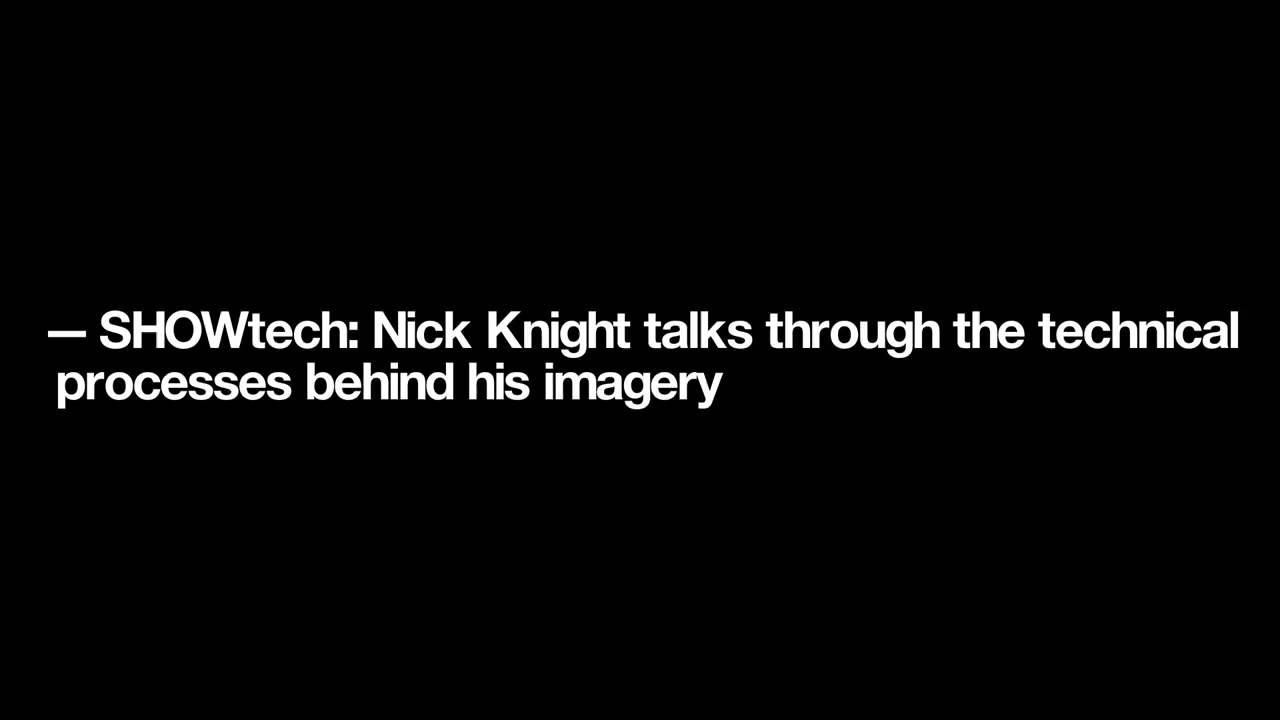 — SHOWtech: Nick Knight talks through the technical
processes behind his imagery